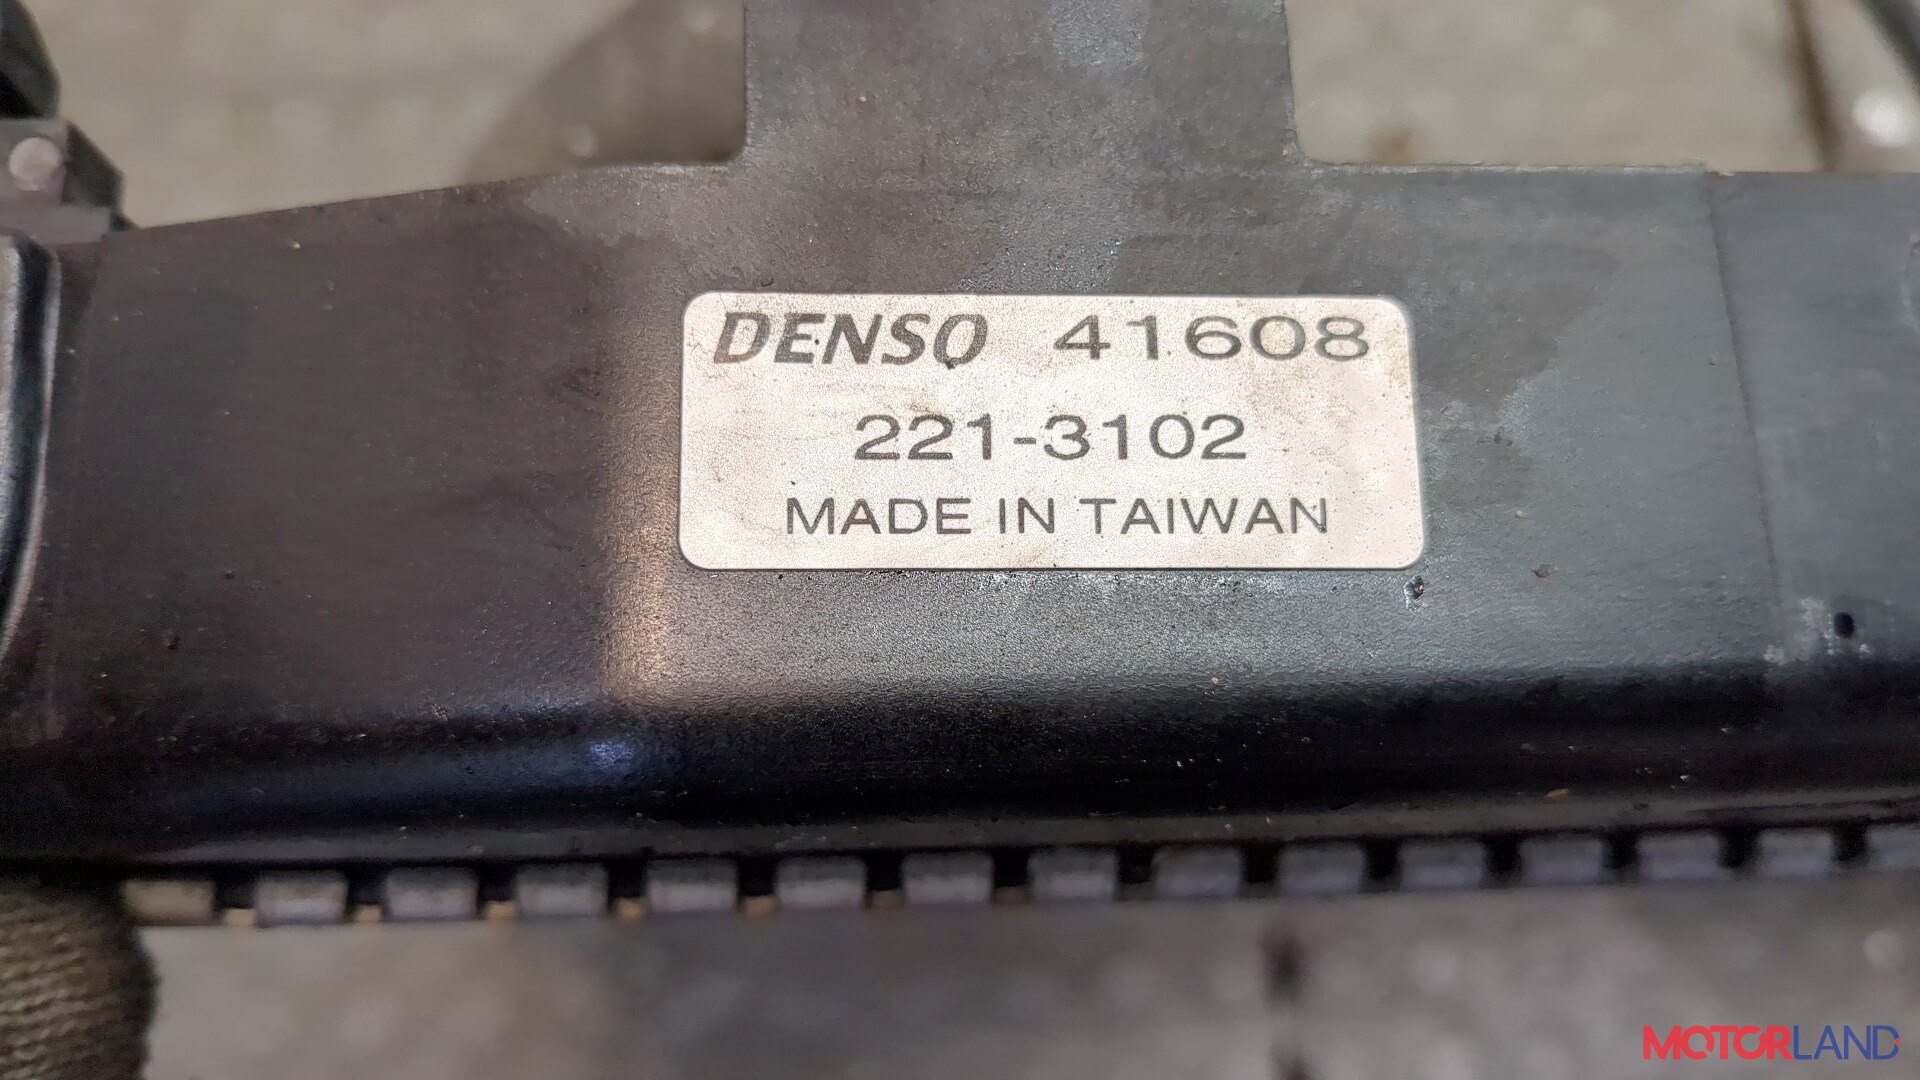 DENSO 41608
221-3102
MADE IN TAIWAN
MOTORLAND